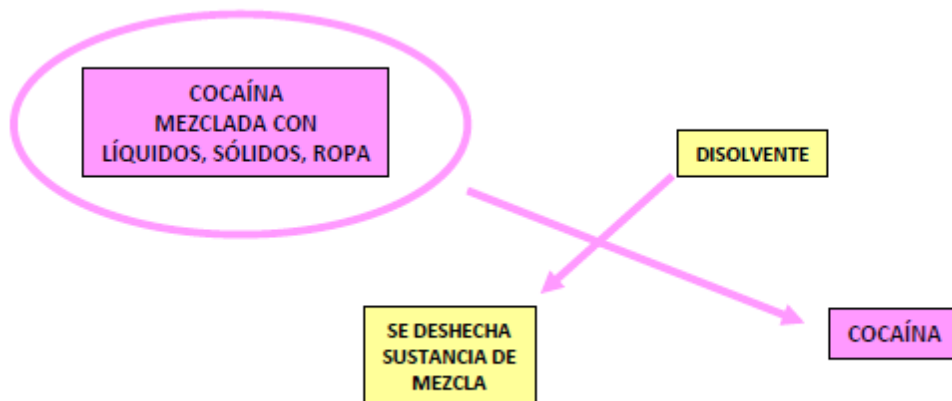 COCAÍNA
MEZCLADA CON
LÍQUIDOS, SÓLIDOS, ROPA
DISOLVENTE
SE DESHECHA
SUSTANCIA DE
MEZCLA
COCAÍNA